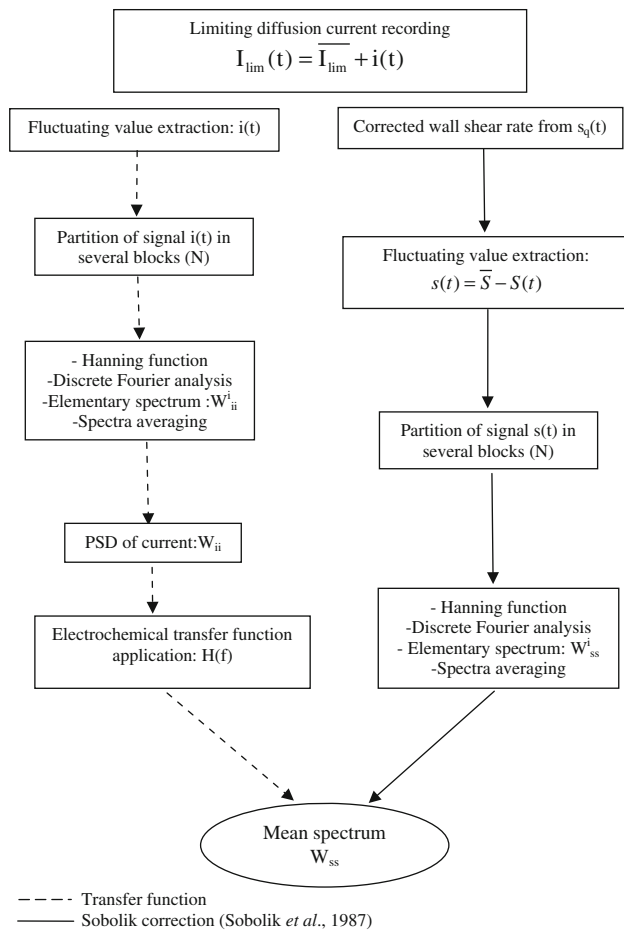 Limiting diffusion current recording
I_lim (t) = \overline{I_lim} + i(t)
Fluctuating value extraction: i(t)
Corrected wall shear rate from s_q(t)
Partition of signal i(t) in
several blocks (N)
Fluctuating value extraction:
s(t) = \overline{S} − S(t)
- Hanning function
-Discrete Fourier analysis
-Elementary spectrum :W^i_ii
-Spectra averaging
Partition of signal s(t) in
several blocks (N)
PSD of current:W_ii
Electrochemical transfer function
application: H(f)
- Hanning function
-Discrete Fourier analysis
- Elementary spectrum: W^i_ss
-Spectra averaging
Mean spectrum
W_ss
Transfer function
Sobolik correction (Sobolik et al., 1987)